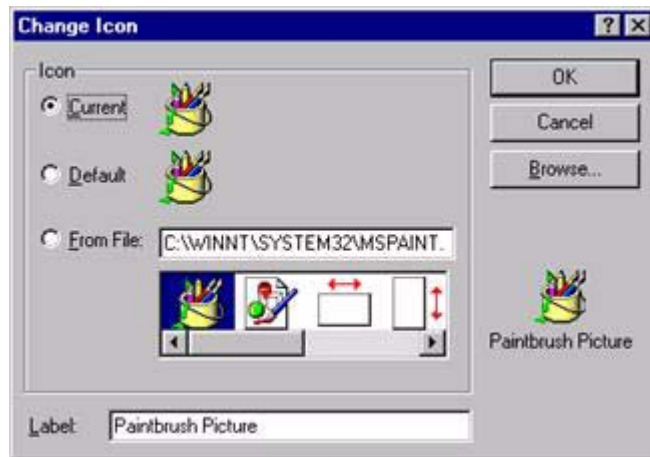 Change Icon
Icon
Current
Default
From File: C:\WINNT\SYSTEM32\MSPAINT.
OK
Cancel
Browse...
Paintbrush Picture
Label: Paintbrush Picture